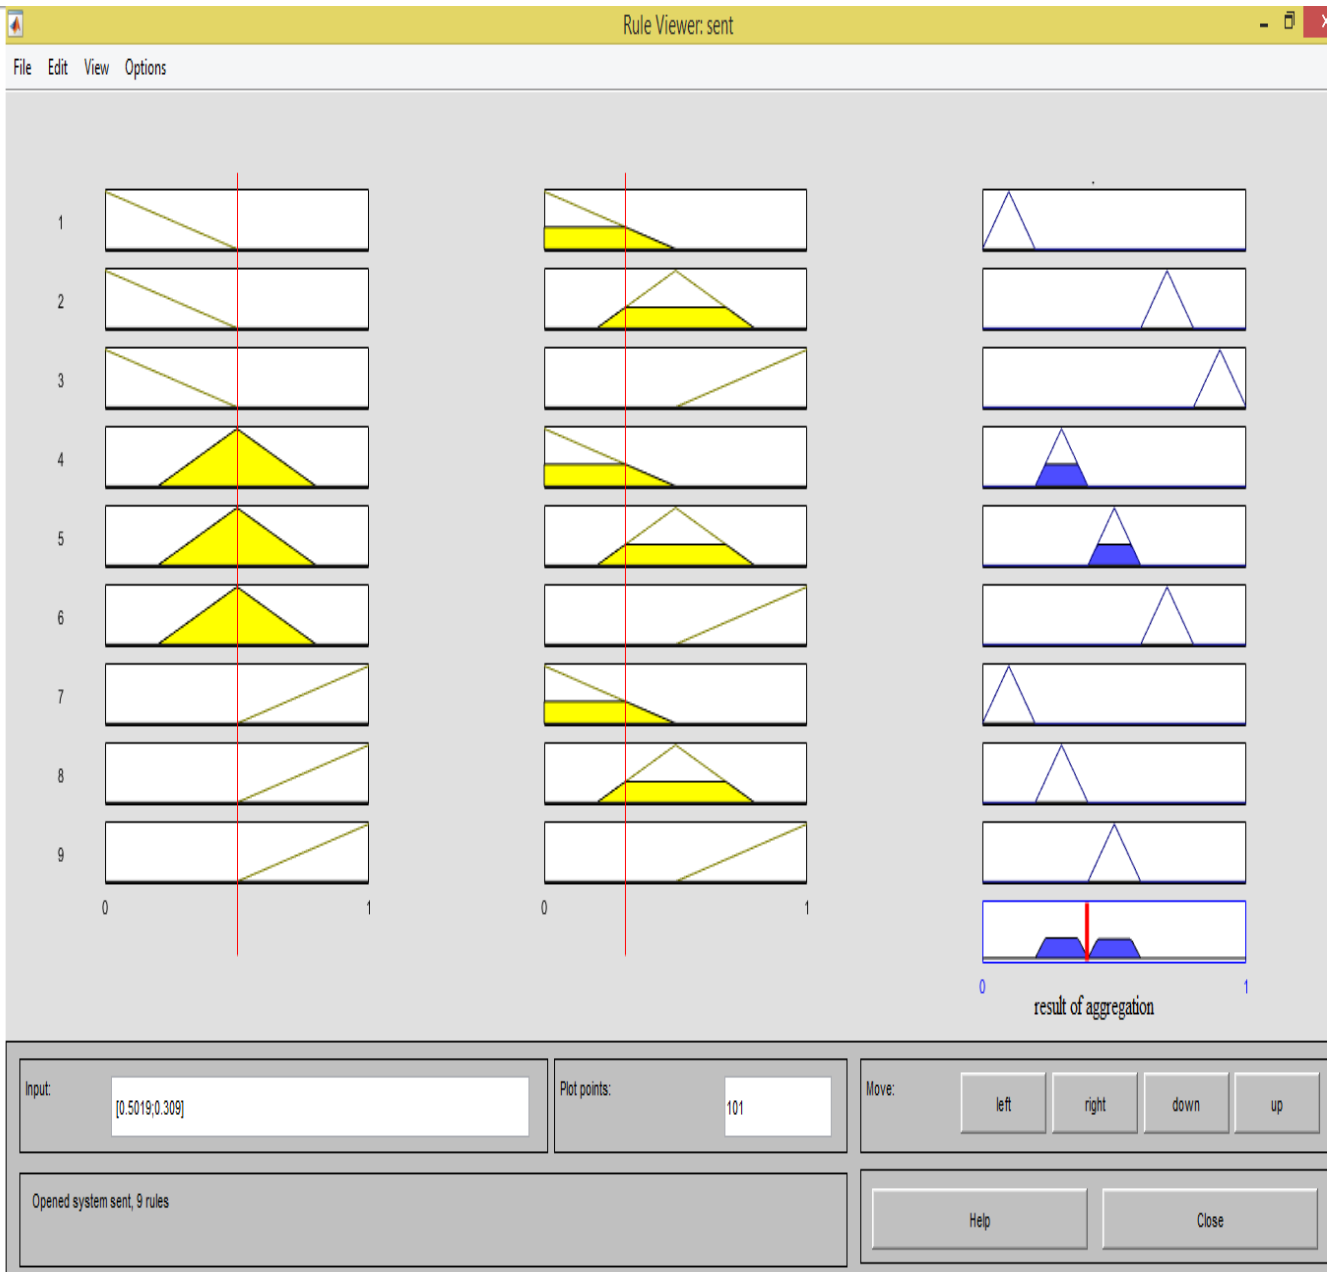 Rule Viewer: sent
File Edit View Options
1
2
3
4
5
6
7
8
9
0 1 0 1
0 1
result of aggregation
Input: [0.5019;0.309]
Plot points: 101
Move: left right down up
Opened system sent, 9 rules
Help Close